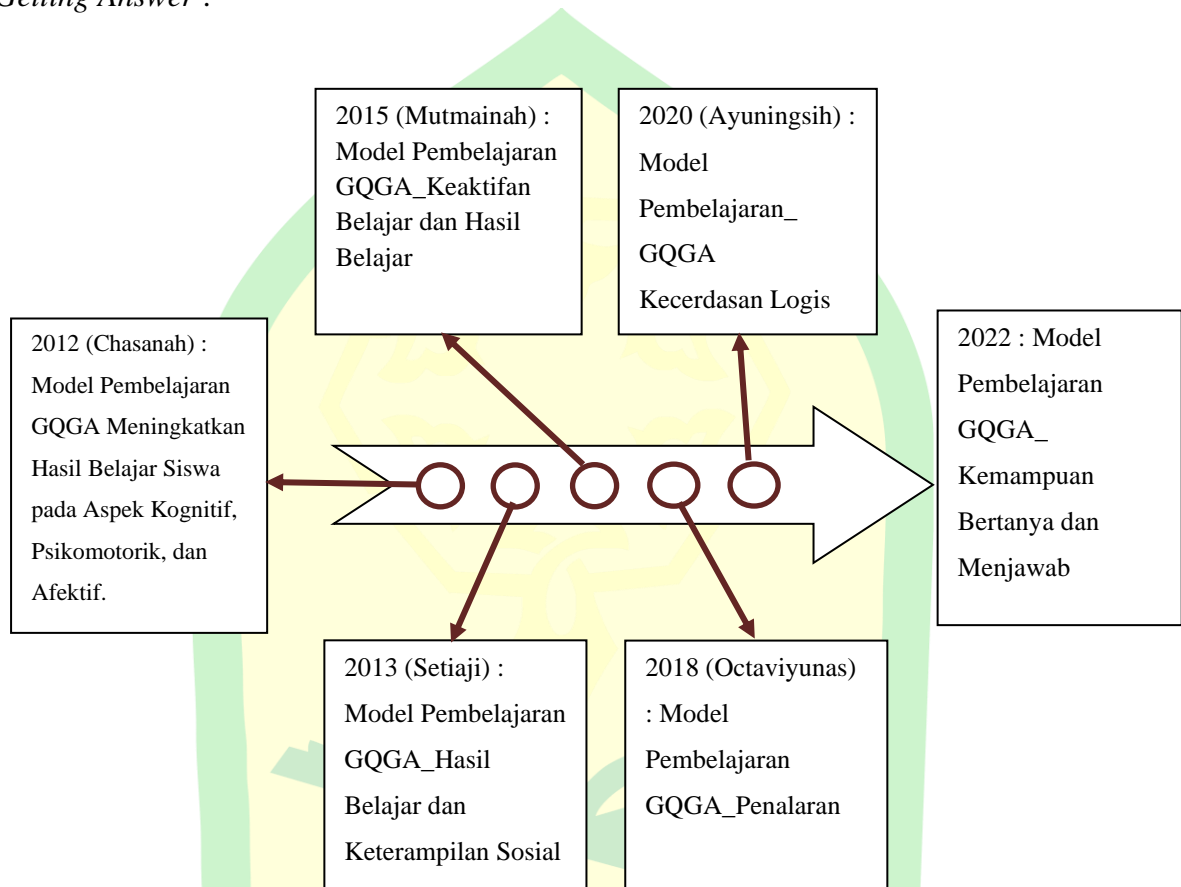 Getting Answer :
2015 (Mutmainah) :
Model Pembelajaran
GQGA_Keaktifan
Belajar dan Hasil
Belajar
2020 (Ayuningsih) :
Model
Pembelajaran_
GQGA
Kecerdasan Logis
2012 (Chasanah) :
Model Pembelajaran
GQGA Meningkatkan
Hasil Belajar Siswa
pada Aspek Kognitif,
Psikomotorik, dan
Afektif.
2022 : Model
Pembelajaran
GQGA_
Kemampuan
Bertanya dan
Menjawab
2013 (Setiaji) :
Model Pembelajaran
GQGA_Hasil
Belajar dan
Keterampilan Sosial
2018 (Octaviyunas)
: Model
Pembelajaran
GQGA_Penalaran